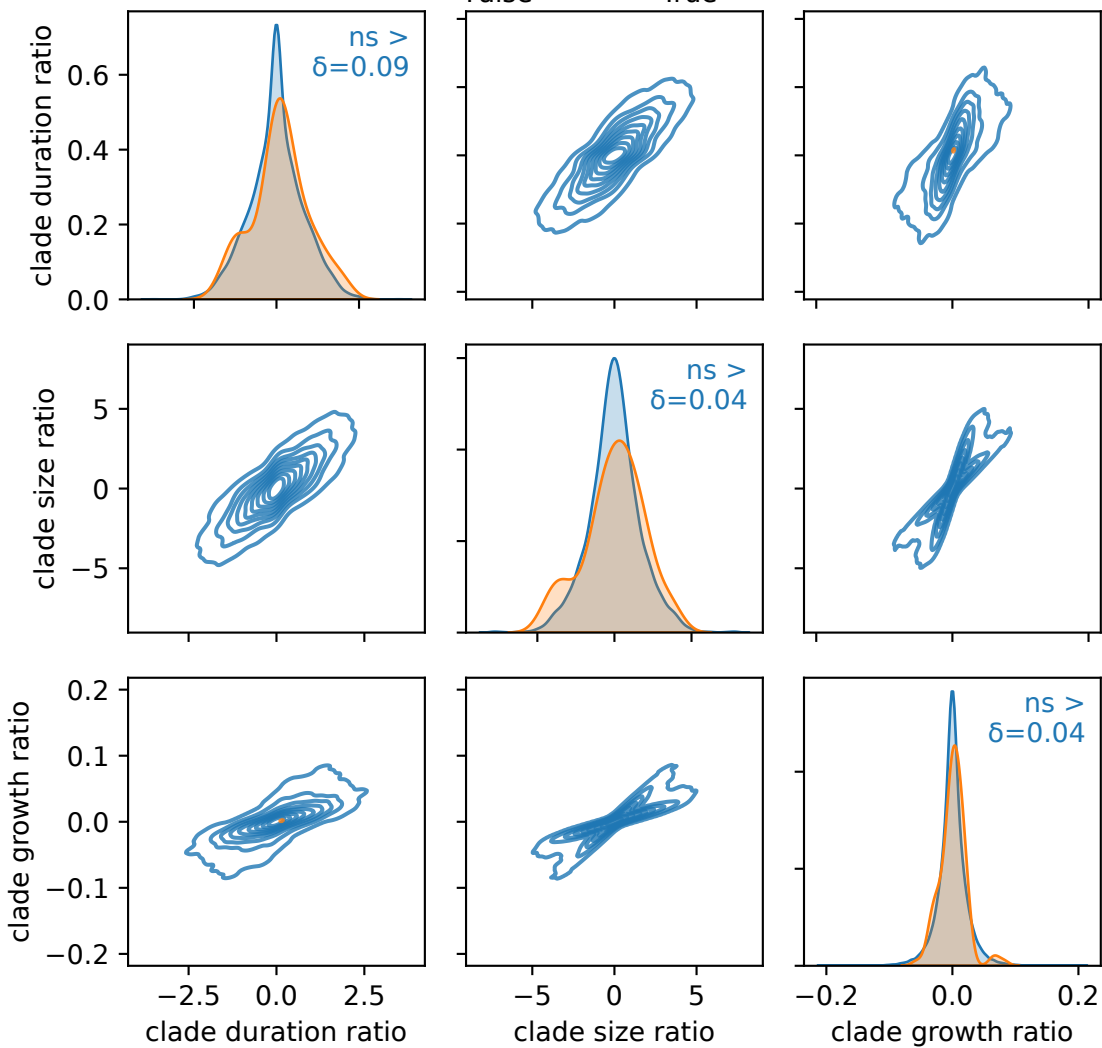 clade duration ratio
0.6
0.4
0.2
0.0
ns >
δ=0.09
clade size ratio
5
0
−5
ns >
δ=0.04
clade growth ratio
0.2
0.1
0.0
−0.1
−0.2
ns >
δ=0.04
−2.5 0.0 2.5
−5 0 5
−0.2 0.0 0.2
clade duration ratio
clade size ratio
clade growth ratio